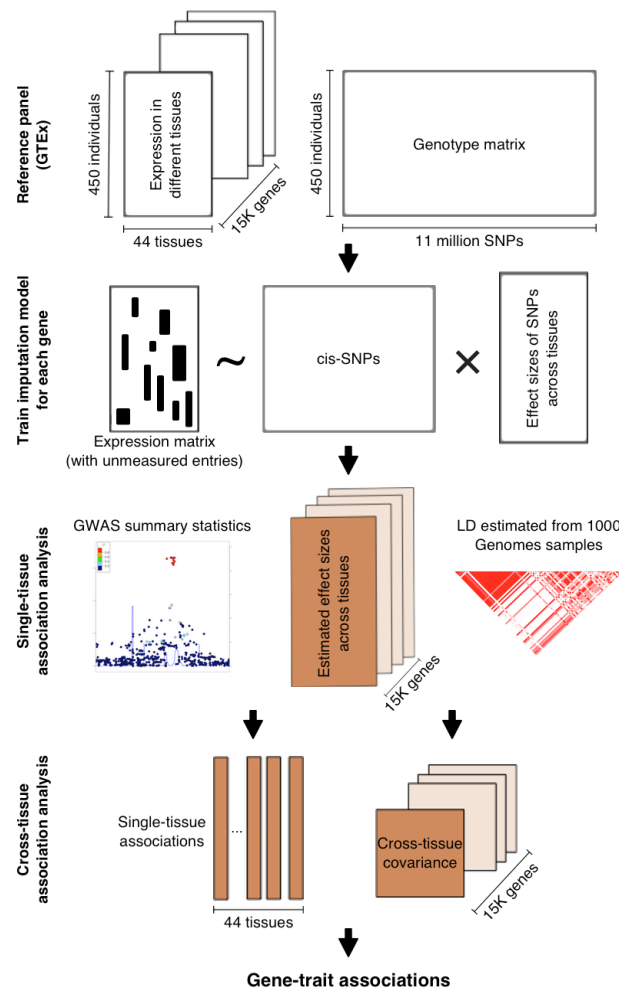 Reference panel
(GTEx)
450 individuals
Expression in
different tissues
44 tissues
15K genes
450 individuals
Genotype matrix
11 million SNPs
Train imputation model
for each gene
Expression matrix
(with unmeasured entries)
~
cis-SNPs
×
Effect sizes of SNPs
across tissues
Single-tissue
association analysis
GWAS summary statistics
Estimated effect sizes
across tissues
15K genes
LD estimated from 1000
Genomes samples
Cross-tissue
association analysis
Single-tissue
associations
...
44 tissues
Cross-tissue
covariance
15K genes
Gene-trait associations